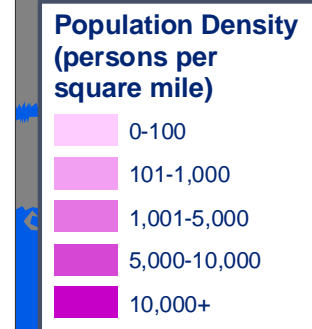 Population Density
(persons per
square mile)
0-100
101-1,000
1,001-5,000
5,000-10,000
10,000+